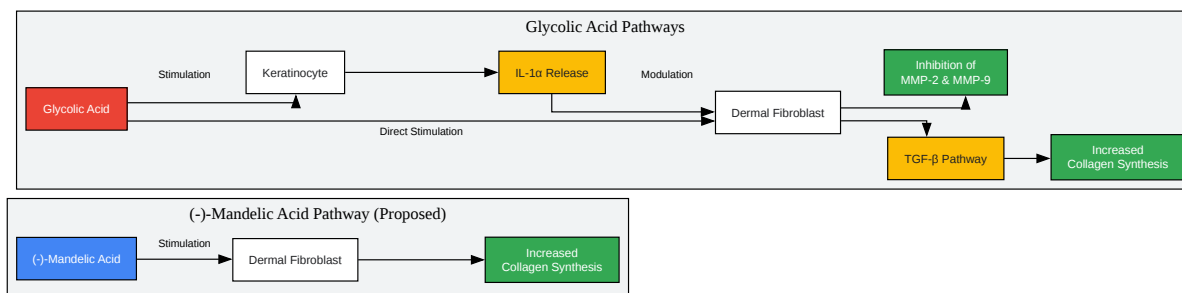 Glycolic Acid Pathways
Stimulation
Keratinocyte
IL-1α Release
Modulation
Inhibition of
MMP-2 & MMP-9
Glycolic Acid
Direct Stimulation
Dermal Fibroblast
TGF-β Pathway
Increased
Collagen Synthesis
(-)-Mandelic Acid Pathway (Proposed)
(-)-Mandelic Acid
Stimulation
Dermal Fibroblast
Increased
Collagen Synthesis